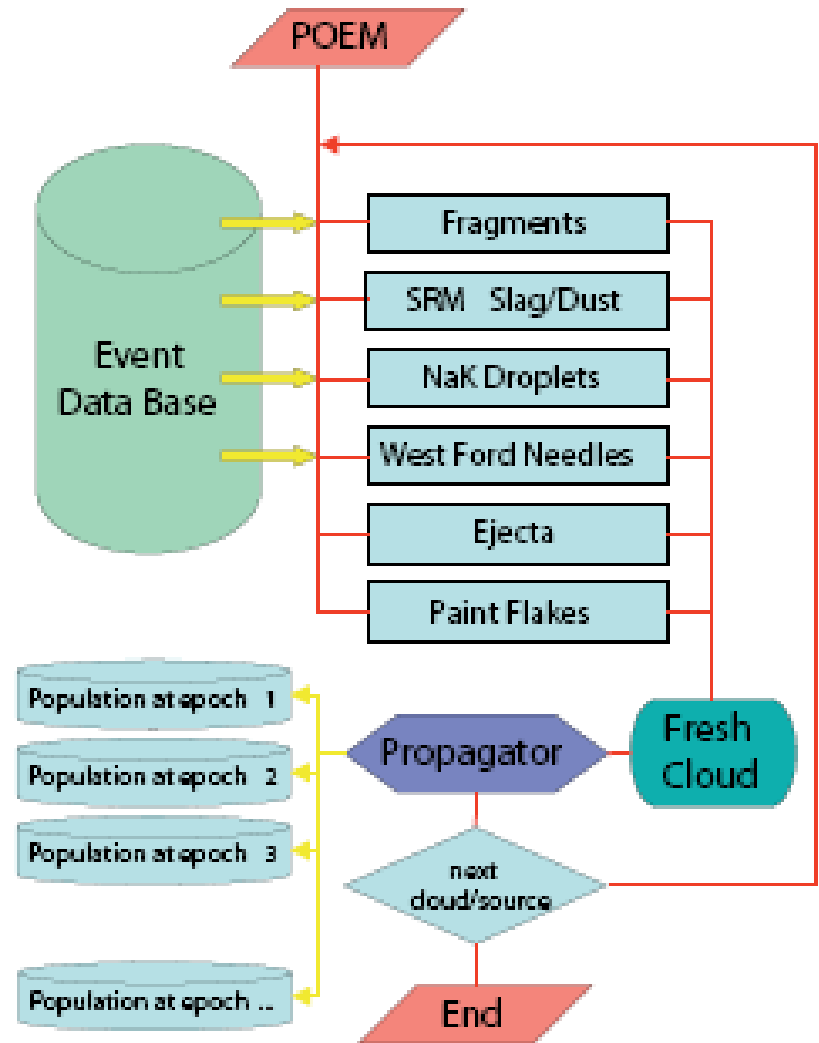 POEM
Event
Data Base
Fragments
SRM Slag/Dust
NaK Droplets
West Ford Needles
Ejecta
Paint Flakes
Fresh
Cloud
Propagator
Population at epoch 1
Population at epoch 2
Population at epoch 3
Population at epoch ...
next
cloud/source
End